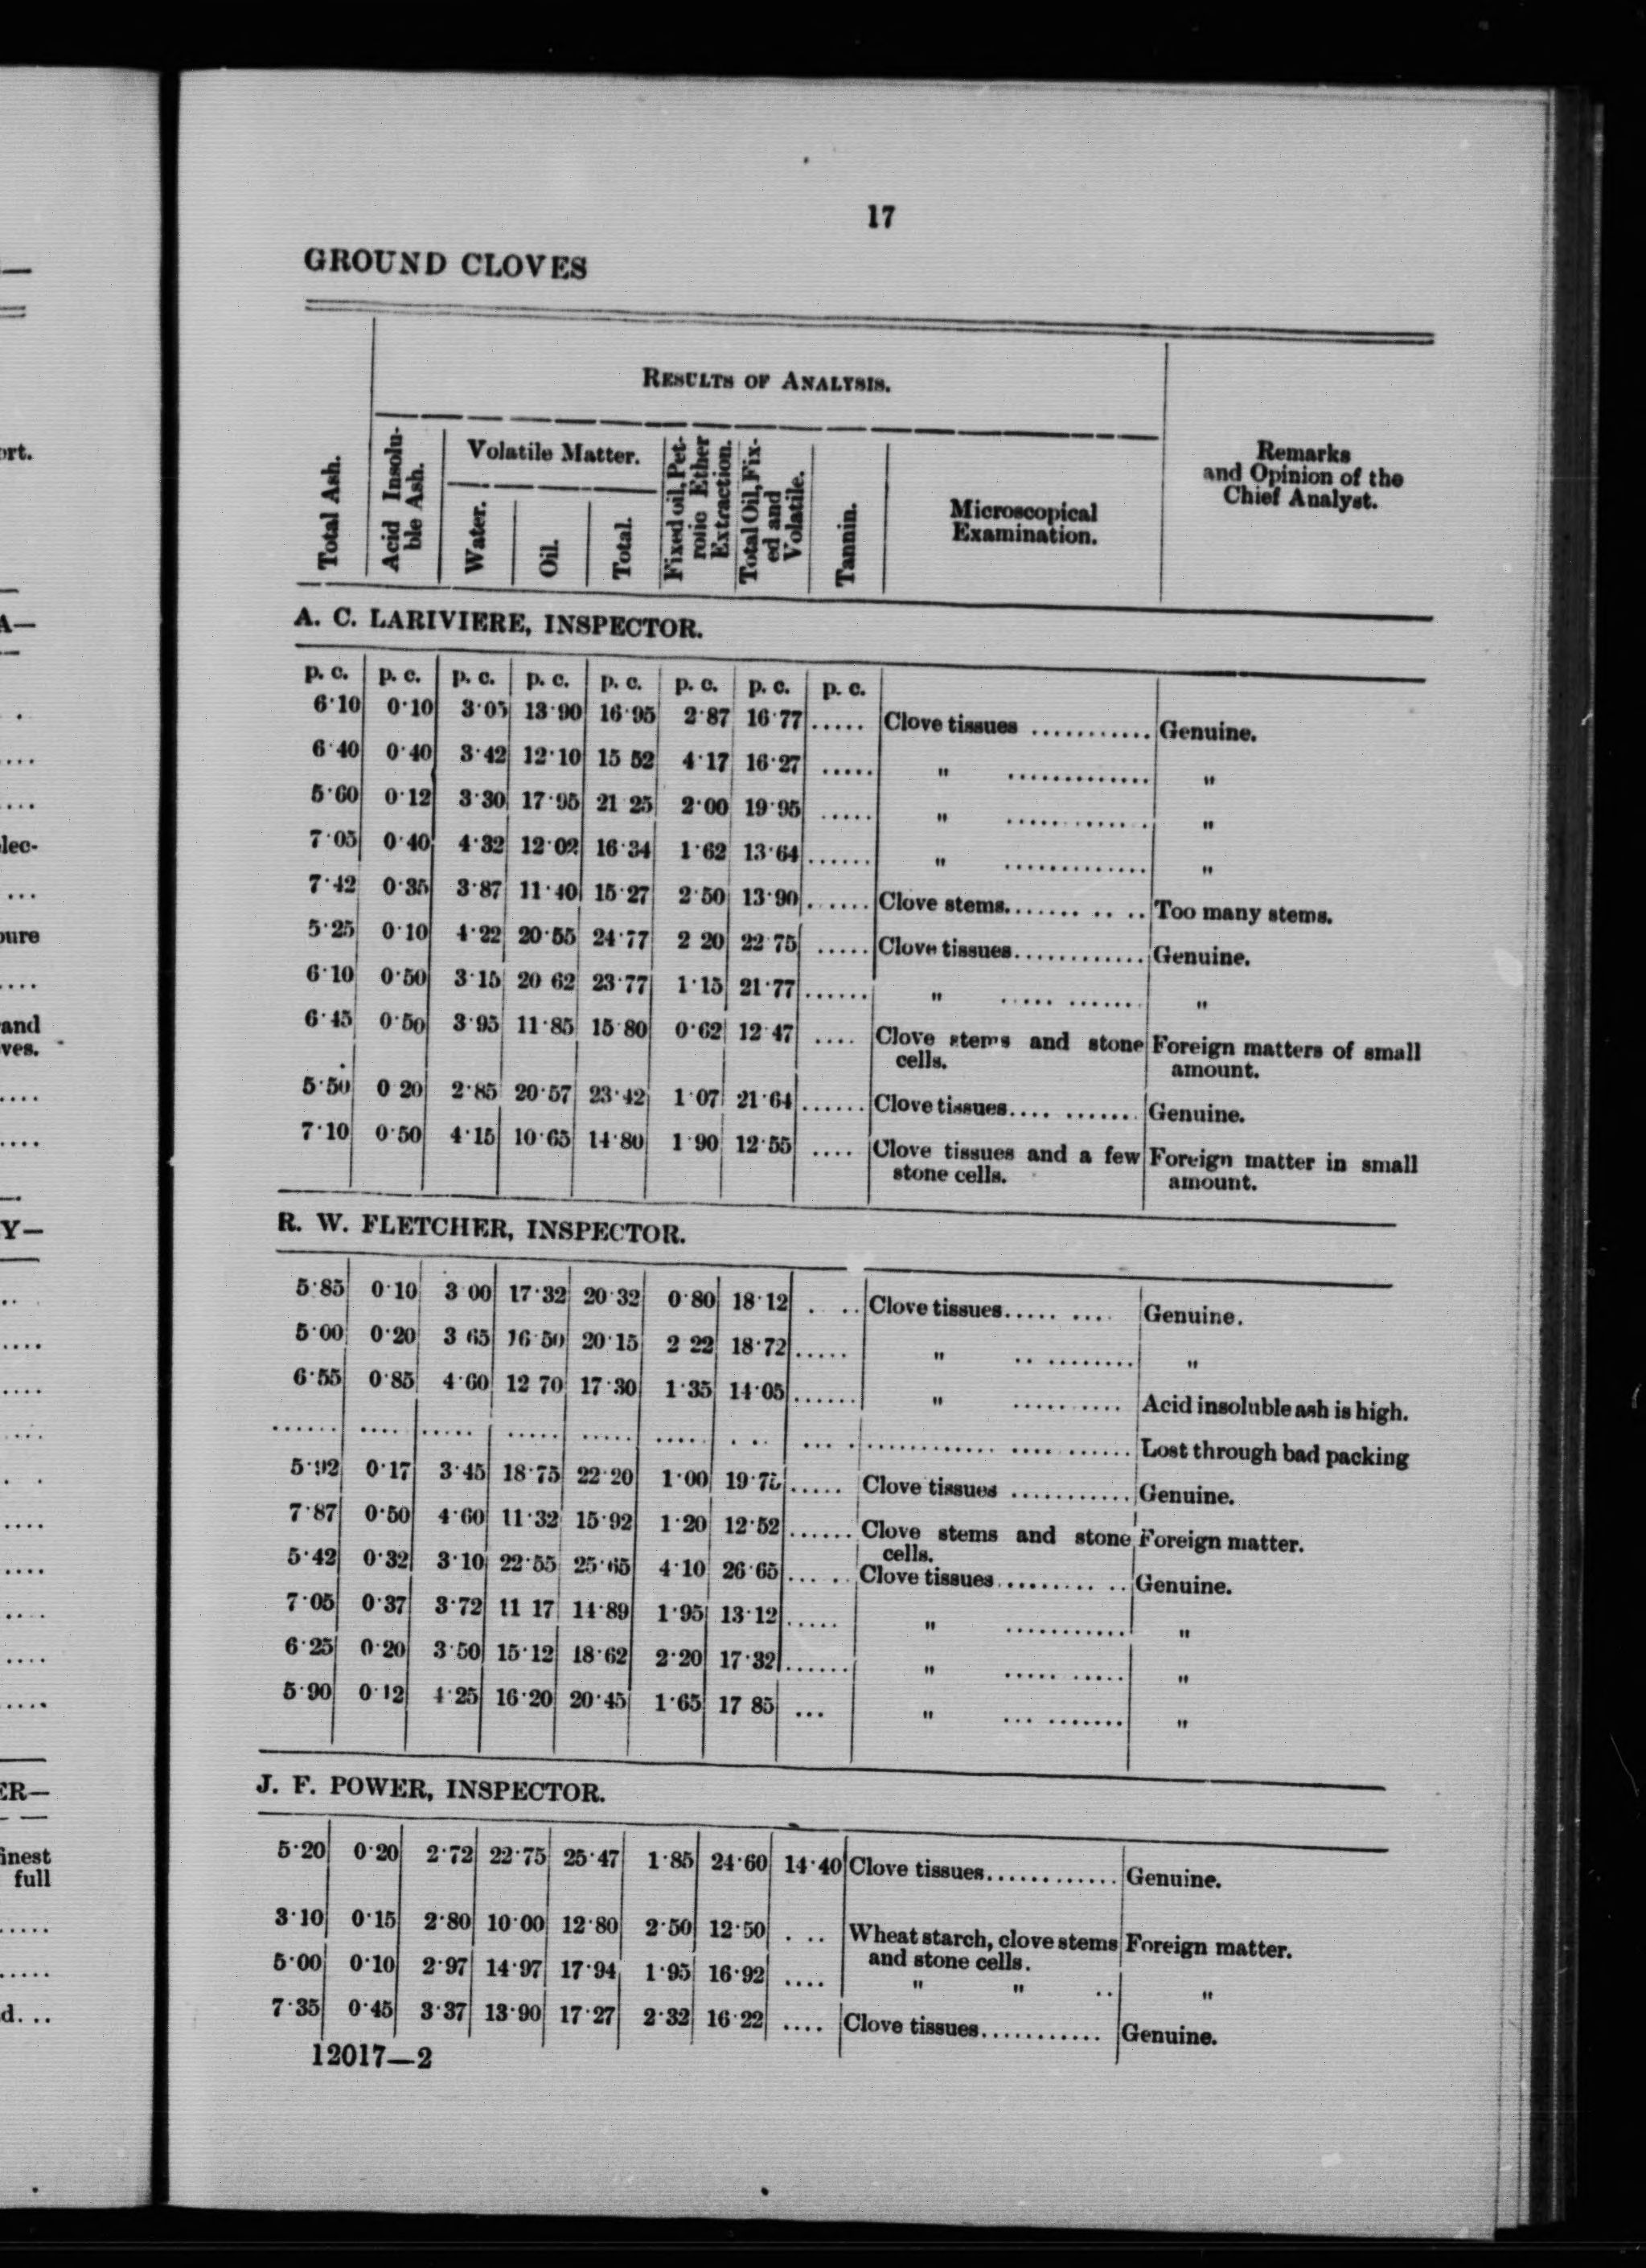 17
GROUND CLOVES
RESULTS OF ANALYSIS.
Total Ash.
Acid Insolu-
ble Ash.
Volatile Matter.
Water.
Oil.
Total.
Fixed oil, Pet-
rolic Ether
Extraction.
Total Oil, Fix-
ed and
Volatile.
Tannin.
Microscopical
Examination.
Remarks
and Opinion of the
Chief Analyst.
A. C. LARIVIERE, INSPECTOR.
p. c. p. c. p. c. p. c. p. c. p. c. p. c. p. c.
6·10 0·10 3·05 13·90 16·95 2·87 16·77 ..... Clove tissues ........... Genuine.
6·40 0·40 3·42 12·10 15 52 4·17 16·27 ..... " ............. "
5·60 0·12 3·30 17·95 21 25 2·00 19·95 ..... " ............. "
7·05 0·40 4·32 12·02 16·34 1·62 13·64 ...... " ............. "
7·42 0·35 3·87 11·40 15·27 2·50 13·90 ...... Clove stems........ .. .. Too many stems.
5·25 0·10 4·22 20·55 24·77 2 20 22·75 ..... Clove tissues............ Genuine.
6·10 0·50 3·15 20 62 23·77 1·15 21·77 ...... " ..... ....... "
6·45 0·50 3·95 11·85 15·80 0·62 12·47 .... Clove stems and stone Foreign matters of small
cells. amount.
5·50 0 20 2·85 20·57 23·42 1·07 21·64 ...... Clove tissues.... ....... Genuine.
7·10 0·50 4·15 10·65 14·80 1·90 12·55 .... Clove tissues and a few Foreign matter in small
stone cells. amount.
R. W. FLETCHER, INSPECTOR.
5·85 0·10 3 00 17·32 20·32 0·80 18·12 . .. Clove tissues..... .... Genuine.
5·00 0·20 3 65 16·50 20·15 2 22 18·72 ..... " .. ........ "
6·55 0·85 4·60 12 70 17·30 1·35 14·05 ...... " .......... Acid insoluble ash is high.
...... .... ..... ..... ..... ..... . .. ... . ............ .... ....... Lost through bad packing
5·92 0·17 3·45 18·75 22·20 1·00 19·75 ..... Clove tissues ........... Genuine.
7·87 0·50 4·60 11·32 15·92 1·20 12·52 ...... Clove stems and stone Foreign matter.
cells.
5·42 0·32 3·10 22·55 25·65 4·10 26·65 ... .. Clove tissues......... .. Genuine.
7·05 0·37 3·72 11 17 14·89 1·95 13·12 ..... " ........... "
6·25 0·20 3·50 15·12 18·62 2·20 17·32 ...... " ..... ..... "
5·90 0·12 4·25 16·20 20·45 1·65 17 85 ... " ... ....... "
J. F. POWER, INSPECTOR.
5·20 0·20 2·72 22·75 25·47 1·85 24·60 14·40 Clove tissues............ Genuine.
3·10 0·15 2·80 10·00 12·80 2·50 12·50 . .. Wheat starch, clove stems Foreign matter.
and stone cells.
5·00 0·10 2·97 14·97 17·94 1·95 16·92 .... " " .. "
7·35 0·45 3·37 13·90 17·27 2·32 16·22 .... Clove tissues........... Genuine.
12017—2